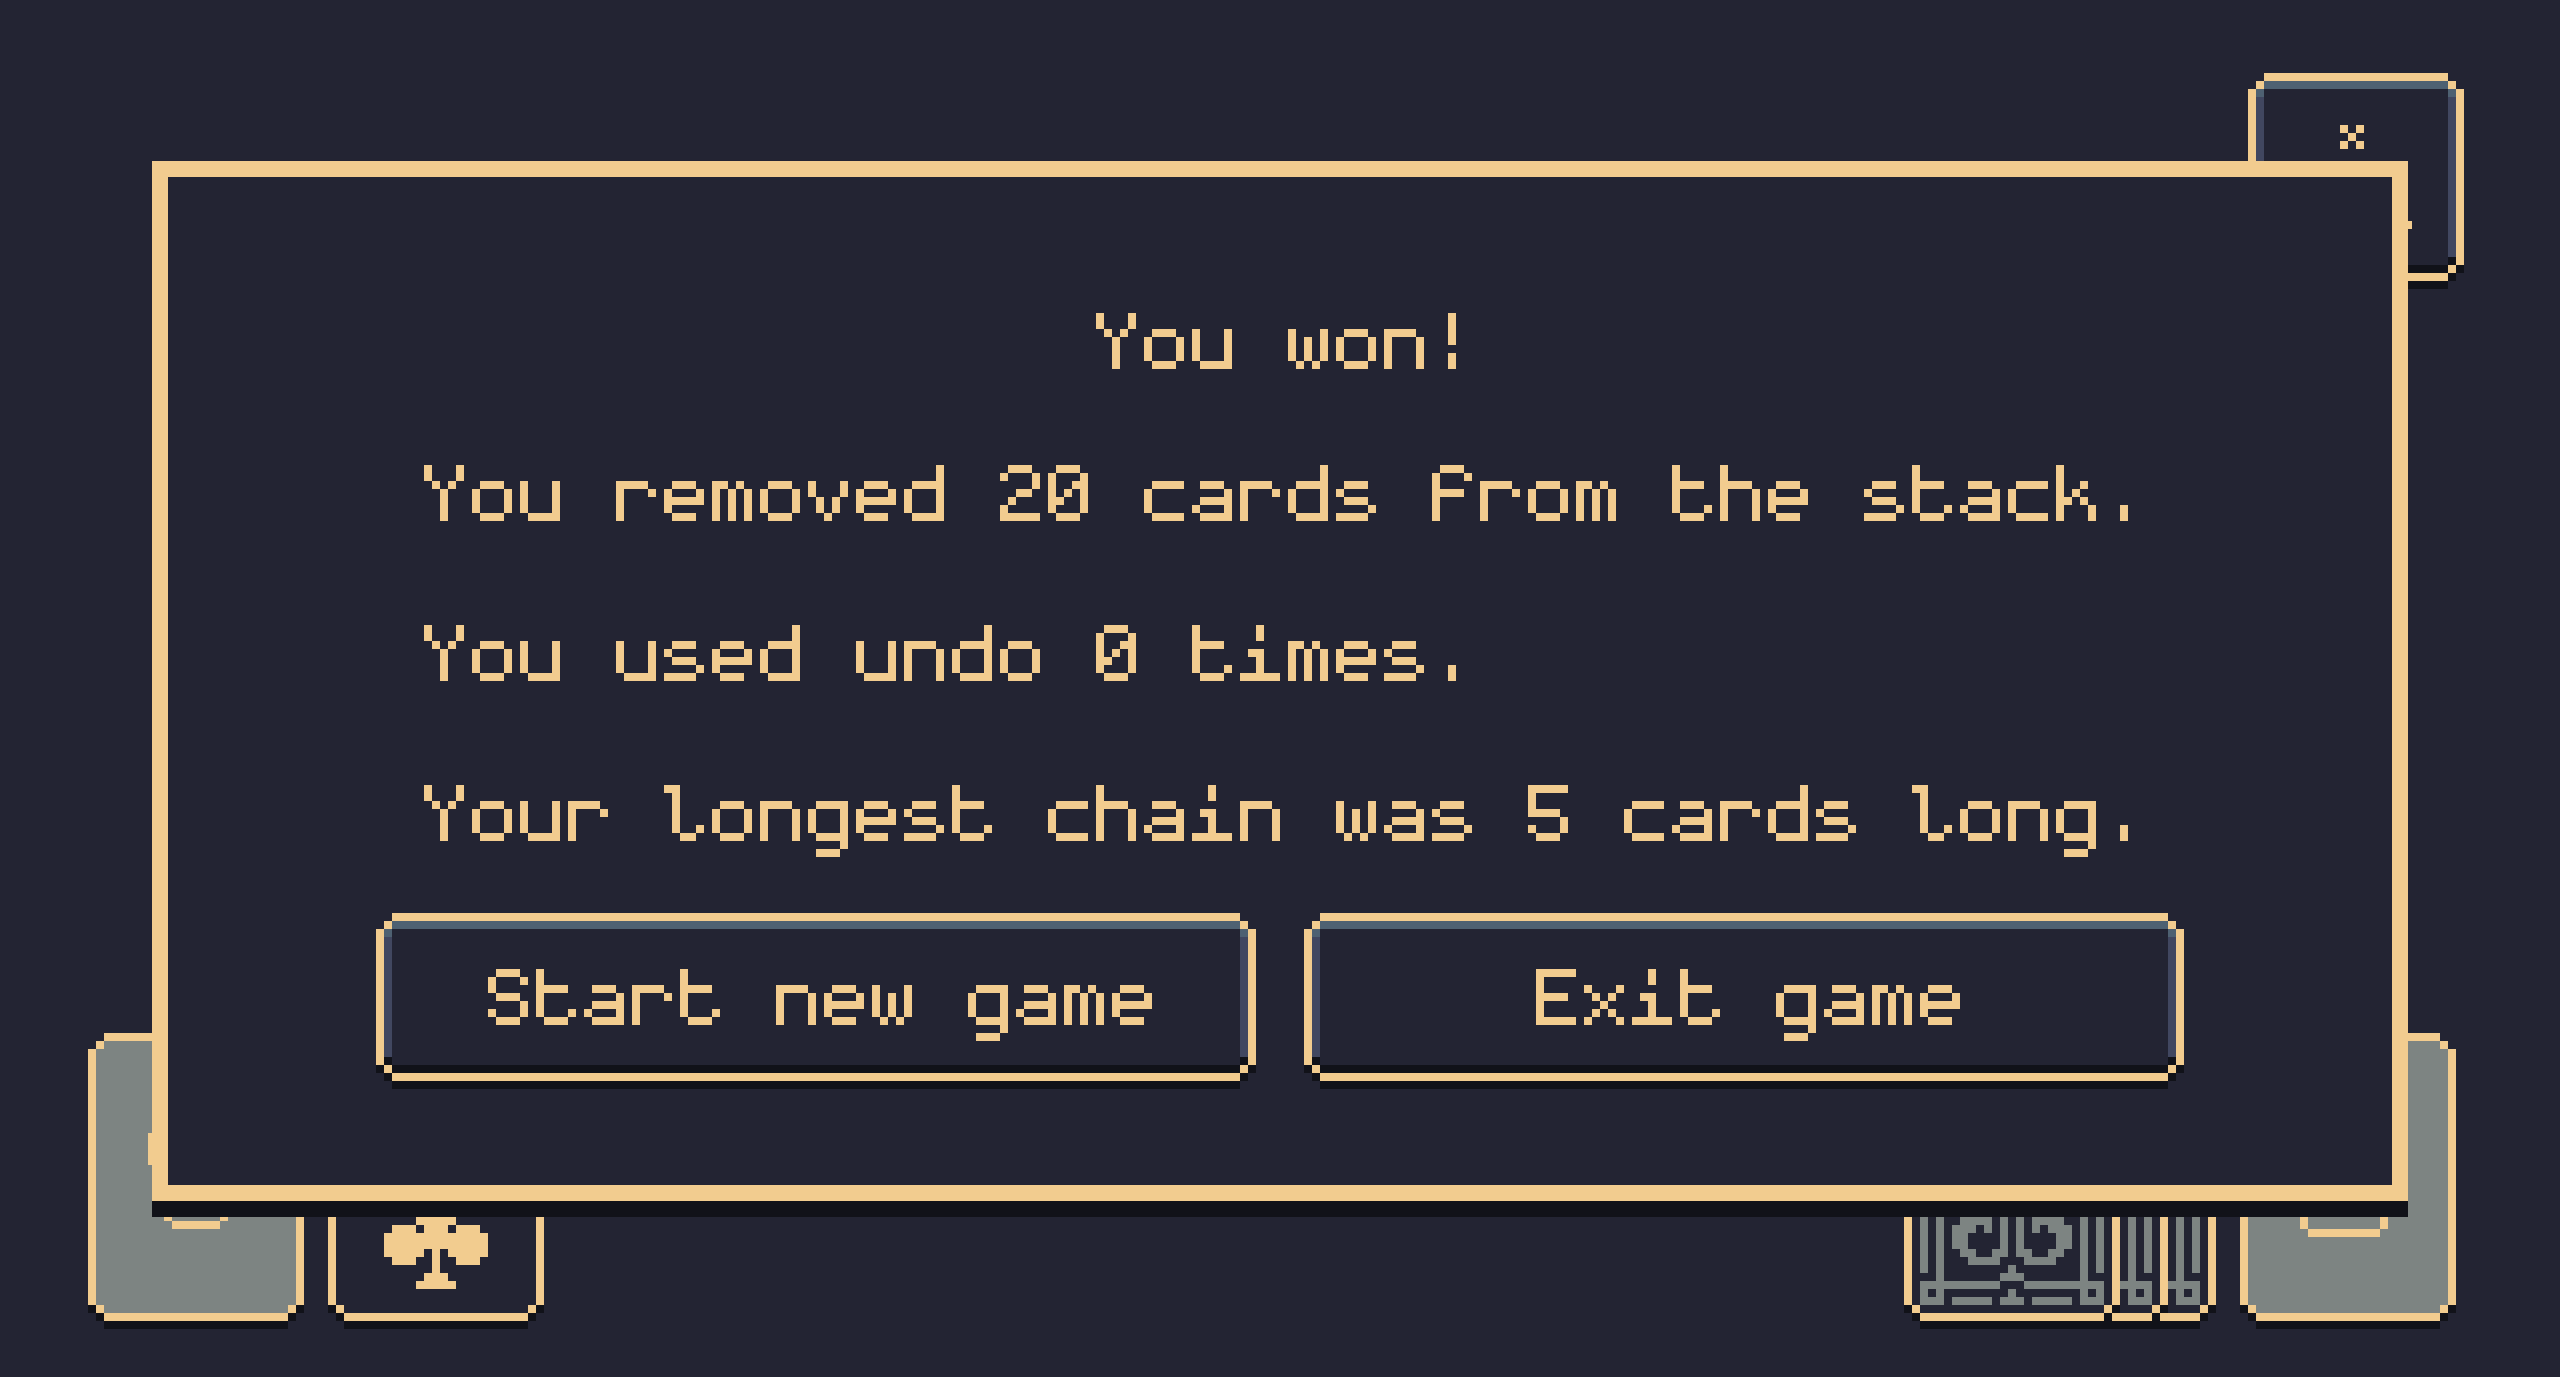 x
You won!
You removed 20 cards from the stack.
You used undo 0 times.
Your longest chain was 5 cards long.
Start new game
Exit game